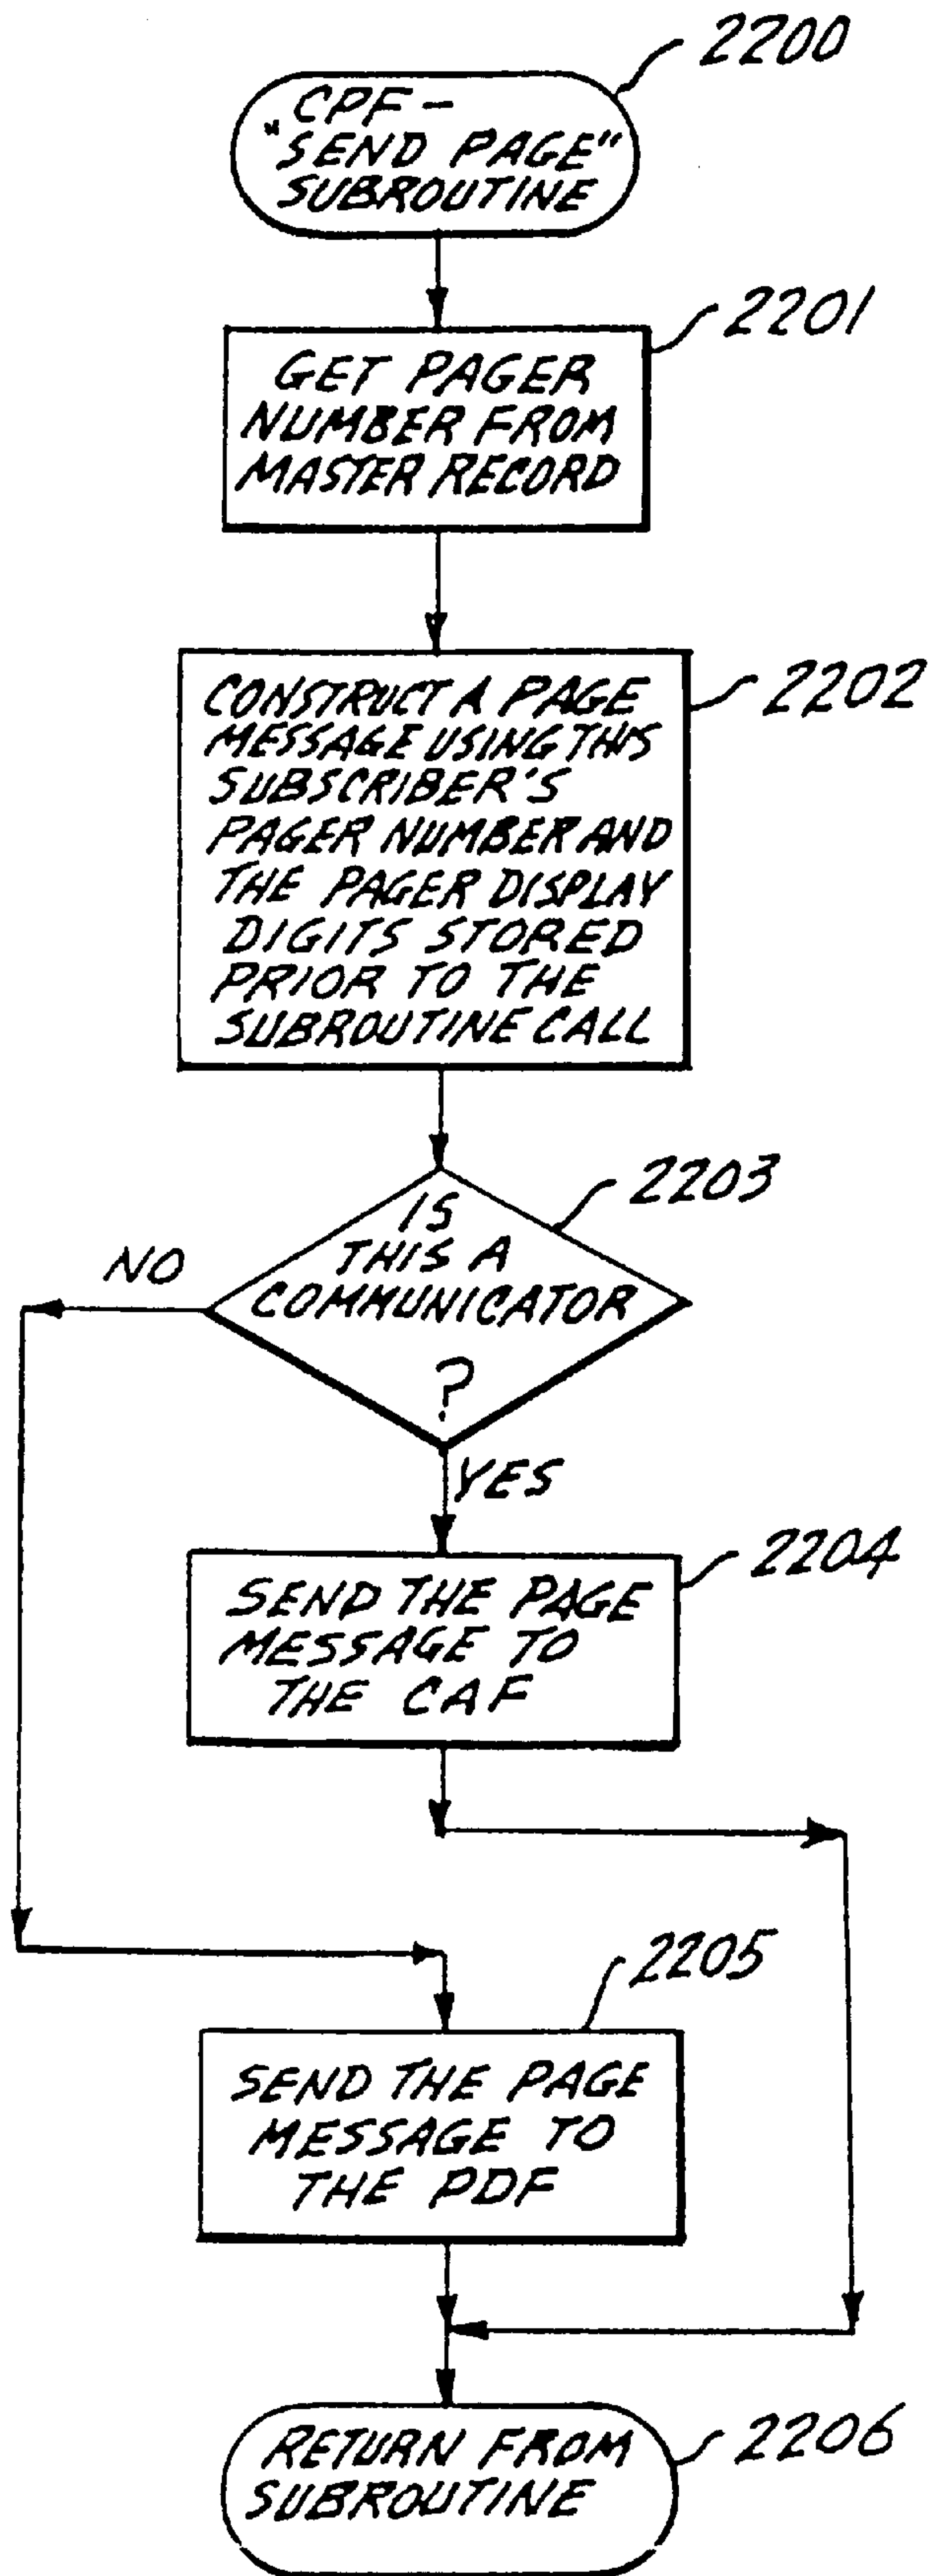 2200
CPF -
"SEND PAGE"
SUBROUTINE
2201
GET PAGER
NUMBER FROM
MASTER RECORD
2202
CONSTRUCT A PAGE
MESSAGE USING THIS
SUBSCRIBER'S
PAGER NUMBER AND
THE PAGER DISPLAY
DIGITS STORED
PRIOR TO THE
SUBROUTINE CALL
2203
IS
THIS A
COMMUNICATOR
?
NO
YES
2204
SEND THE PAGE
MESSAGE TO
THE CAF
2205
SEND THE PAGE
MESSAGE TO
THE PDF
2206
RETURN FROM
SUBROUTINE